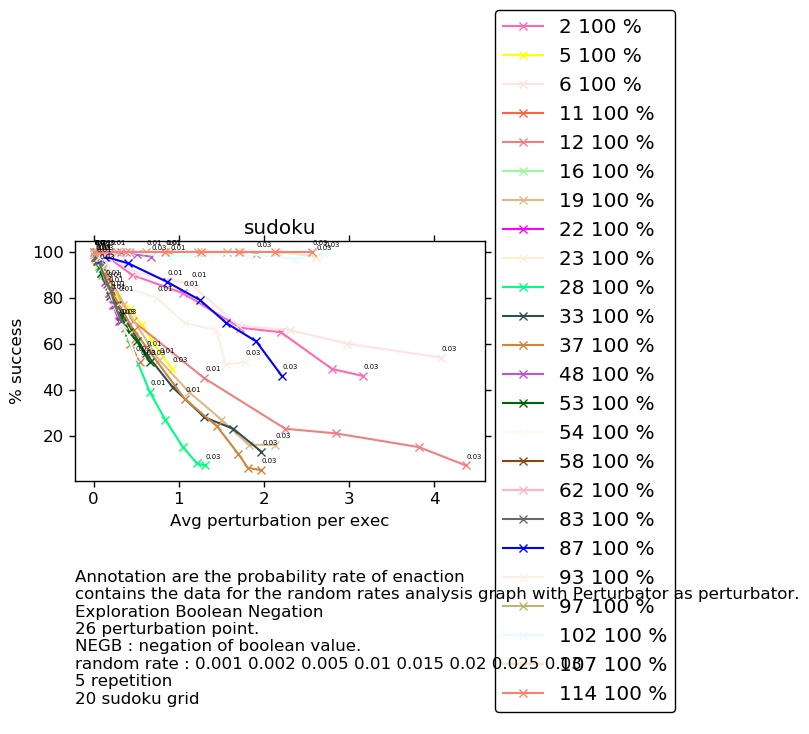 sudoku
100
80
60
40
20
% success
0
1
2
3
4
Avg perturbation per exec
0.01
0.03
2 100 %
5 100 %
6 100 %
11 100 %
12 100 %
16 100 %
19 100 %
22 100 %
23 100 %
28 100 %
33 100 %
37 100 %
48 100 %
53 100 %
54 100 %
58 100 %
62 100 %
83 100 %
87 100 %
93 100 %
97 100 %
102 100 %
107 100 %
114 100 %
Annotation are the probability rate of enaction
contains the data for the random rates analysis graph with Perturbator as perturbator.
Exploration Boolean Negation
26 perturbation point.
NEGB : negation of boolean value.
random rate : 0.001 0.002 0.005 0.01 0.015 0.02 0.025 0.03
5 repetition
20 sudoku grid